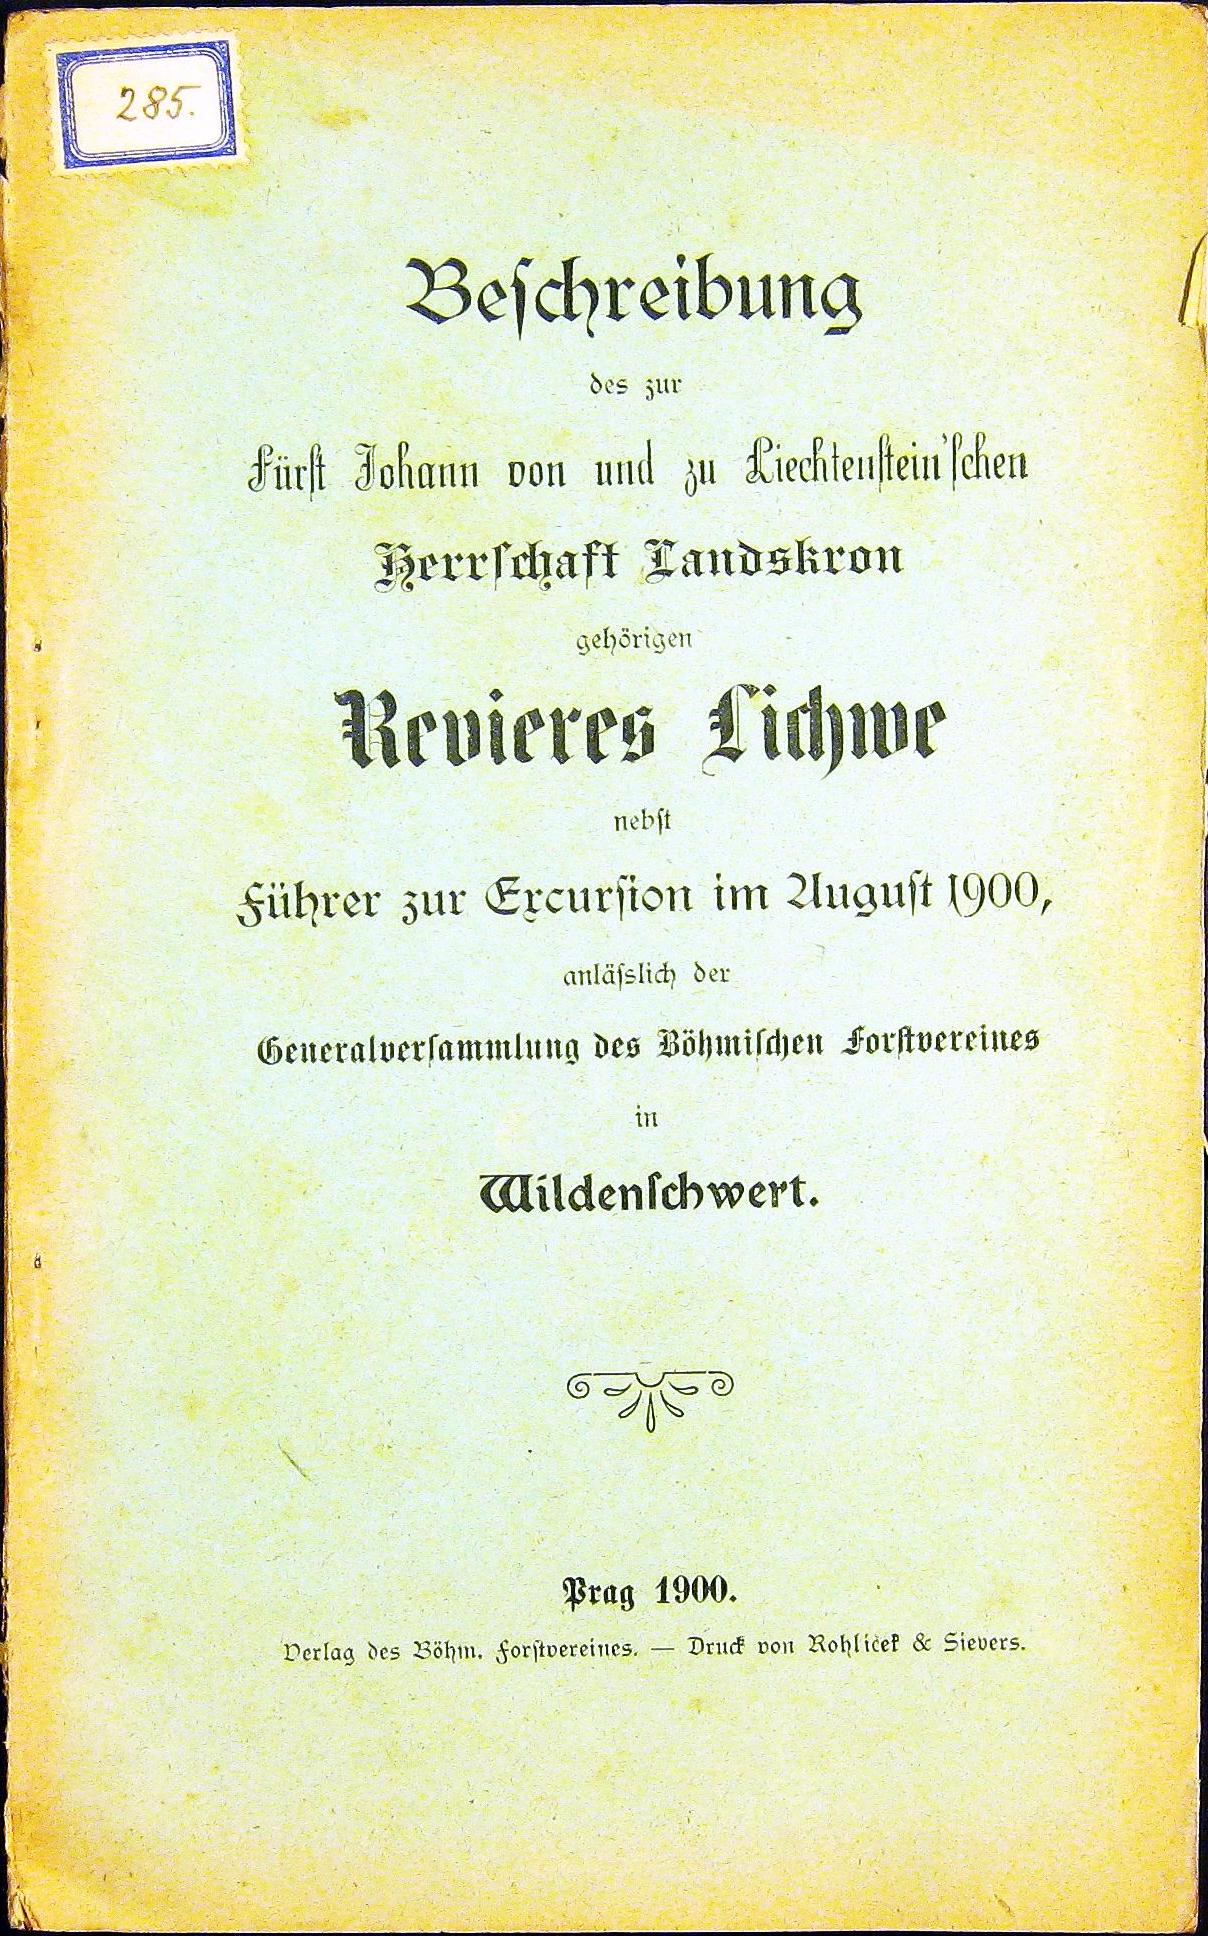 285.
Beſchreibung
des zur
Fürſt Johann von und zu Liechtenſtein'ſchen
Herrſchaft Landskron
gehörigen
Revieres Lichwe
nebſt
Führer zur Excurſion im Auguſt 1900,
anläſslich der
Generalverſammlung des Böhmiſchen Forſtvereines
in
Wildenſchwert.
Prag 1900.
Verlag des Böhm. Forſtvereines. — Druck von Rohliček & Sievers.